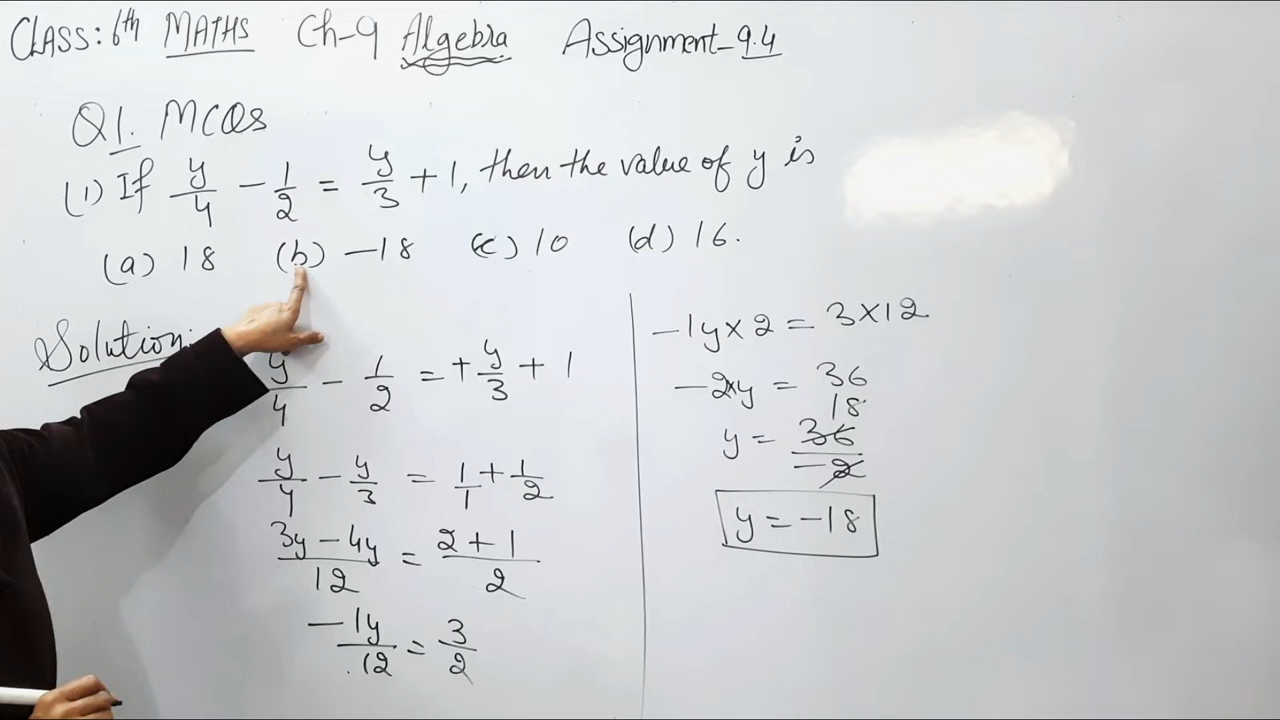 CLASS: 6th MATHS Ch-9 Algebra Assignment-9.4
Q1. MCQs
(1) If y/4 - 1/2 = y/3 + 1, then the value of y is
(a) 18 (b) -18 (c) 10 (d) 16.
Solution:
y/4 - 1/2 = + y/3 + 1
y/4 - y/3 = 1/1 + 1/2
3y - 4y/12 = 2 + 1/2
-1y/12 = 3/2
-1y × 2 = 3 × 12
-2×y = 36
18
y = 36/-2
y = -18